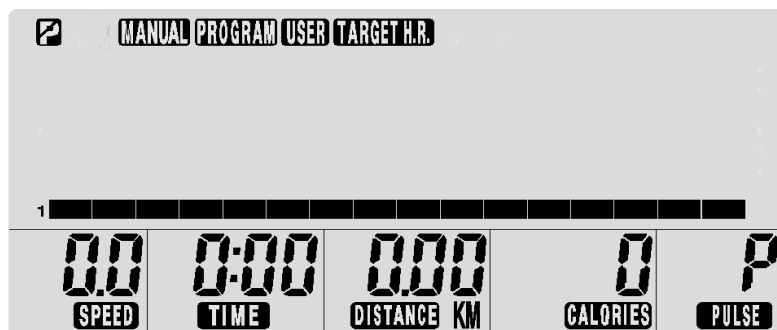 P MANUAL PROGRAM USER TARGET H.R.
1
0.0 0:00 0.00 0 P
SPEED TIME DISTANCE KM CALORIES PULSE